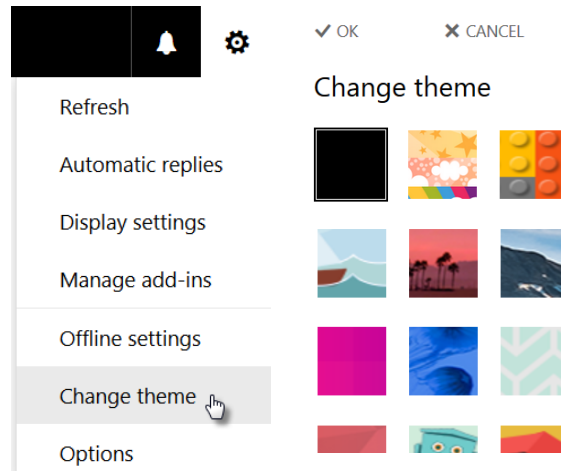 Refresh
Automatic replies
Display settings
Manage add-ins
Offline settings
Change theme
Options
OK
CANCEL
Change theme